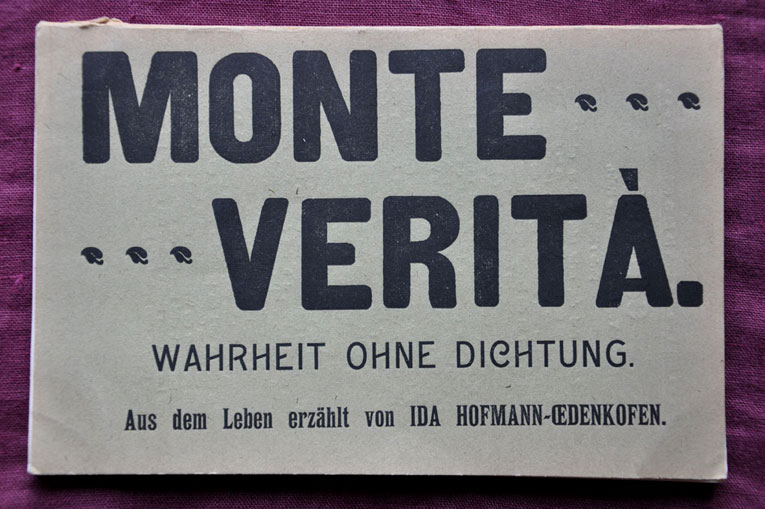 MONTE
VERITÀ.
WAHRHEIT OHNE DICHTUNG.
Aus dem Leben erzählt von IDA HOFMANN-ŒDENKOFEN.